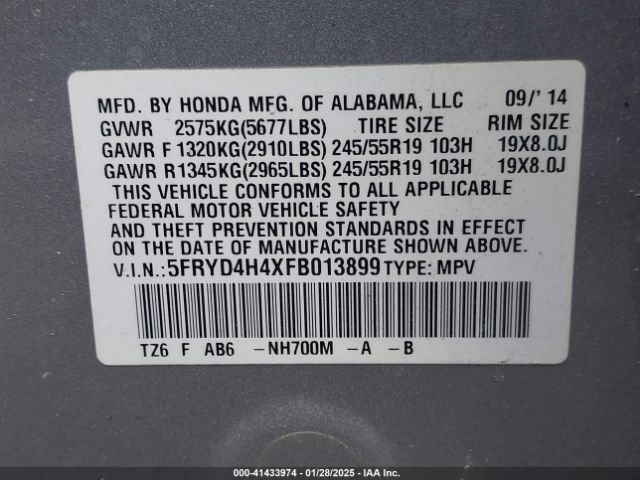 MFD. BY HONDA MFG. OF ALABAMA, LLC 09/'14
GVWR 2575KG(5677LBS) TIRE SIZE RIM SIZE
GAWR F 1320KG(2910LBS) 245/55R19 103H 19X8.0J
GAWR R1345KG(2965LBS) 245/55R19 103H 19X8.0J
THIS VEHICLE CONFORMS TO ALL APPLICABLE
FEDERAL MOTOR VEHICLE SAFETY
AND THEFT PREVENTION STANDARDS IN EFFECT
ON THE DATE OF MANUFACTURE SHOWN ABOVE.
V.I.N.:5FRYD4H4XFB013899 TYPE: MPV
TZ6 F AB6 -NH700M -A -B
000-41433974 - 01/28/2025 - IAA Inc.